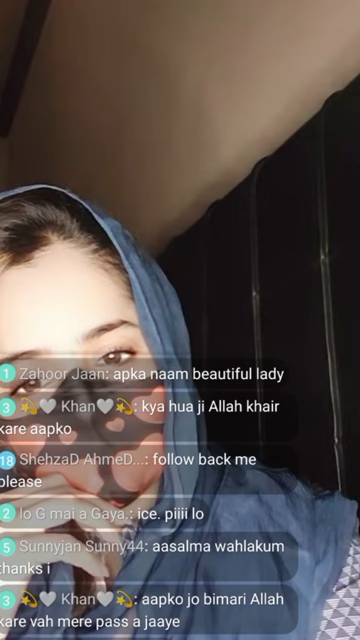 1 Zahoor Jaan: apka naam beautiful lady
3 💫🤍 Khan🤍💫: kya hua ji Allah khair
kare aapko
18 ShehzaD AhmeD...: follow back me
please
2 lo G mai a Gaya.: ice. piiii lo
5 Sunnyjan Sunny44: aasalma wahlakum
thanks i
3 💫🤍 Khan🤍💫: aapko jo bimari Allah
kare vah mere pass a jaaye